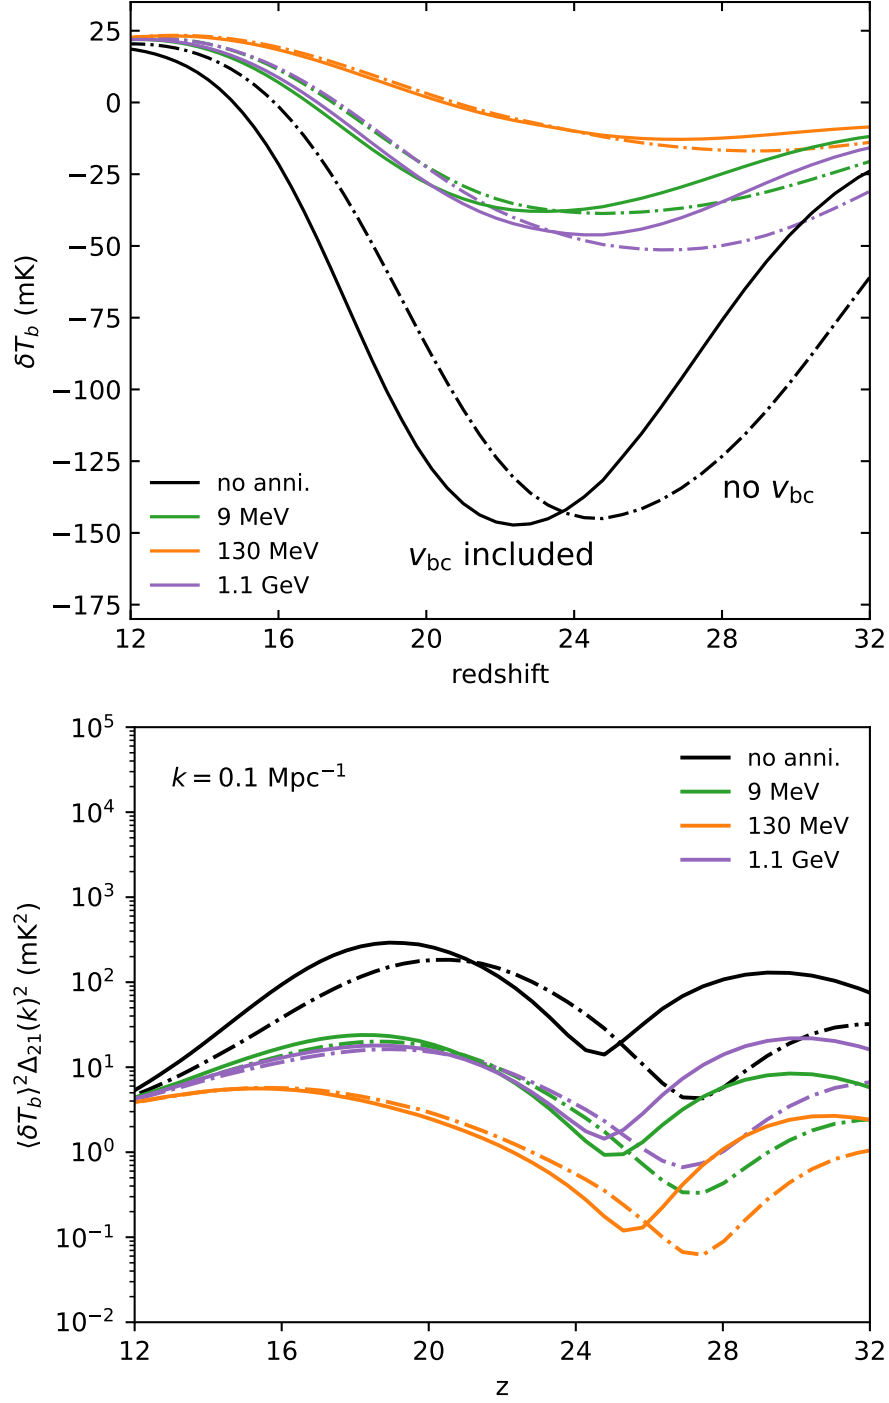 25
0
−25
−50
−75
−100
−125
−150
−175
δT_b (mK)
no anni.
9 MeV
130 MeV
1.1 GeV
no v_bc
v_bc included
12 16 20 24 28 32
redshift
10^5
10^4
10^3
10^2
10^1
10^0
10^−1
10^−2
⟨δT_b⟩^2Δ_21(k)^2 (mK^2)
k = 0.1 Mpc^−1
no anni.
9 MeV
130 MeV
1.1 GeV
12 16 20 24 28 32
z